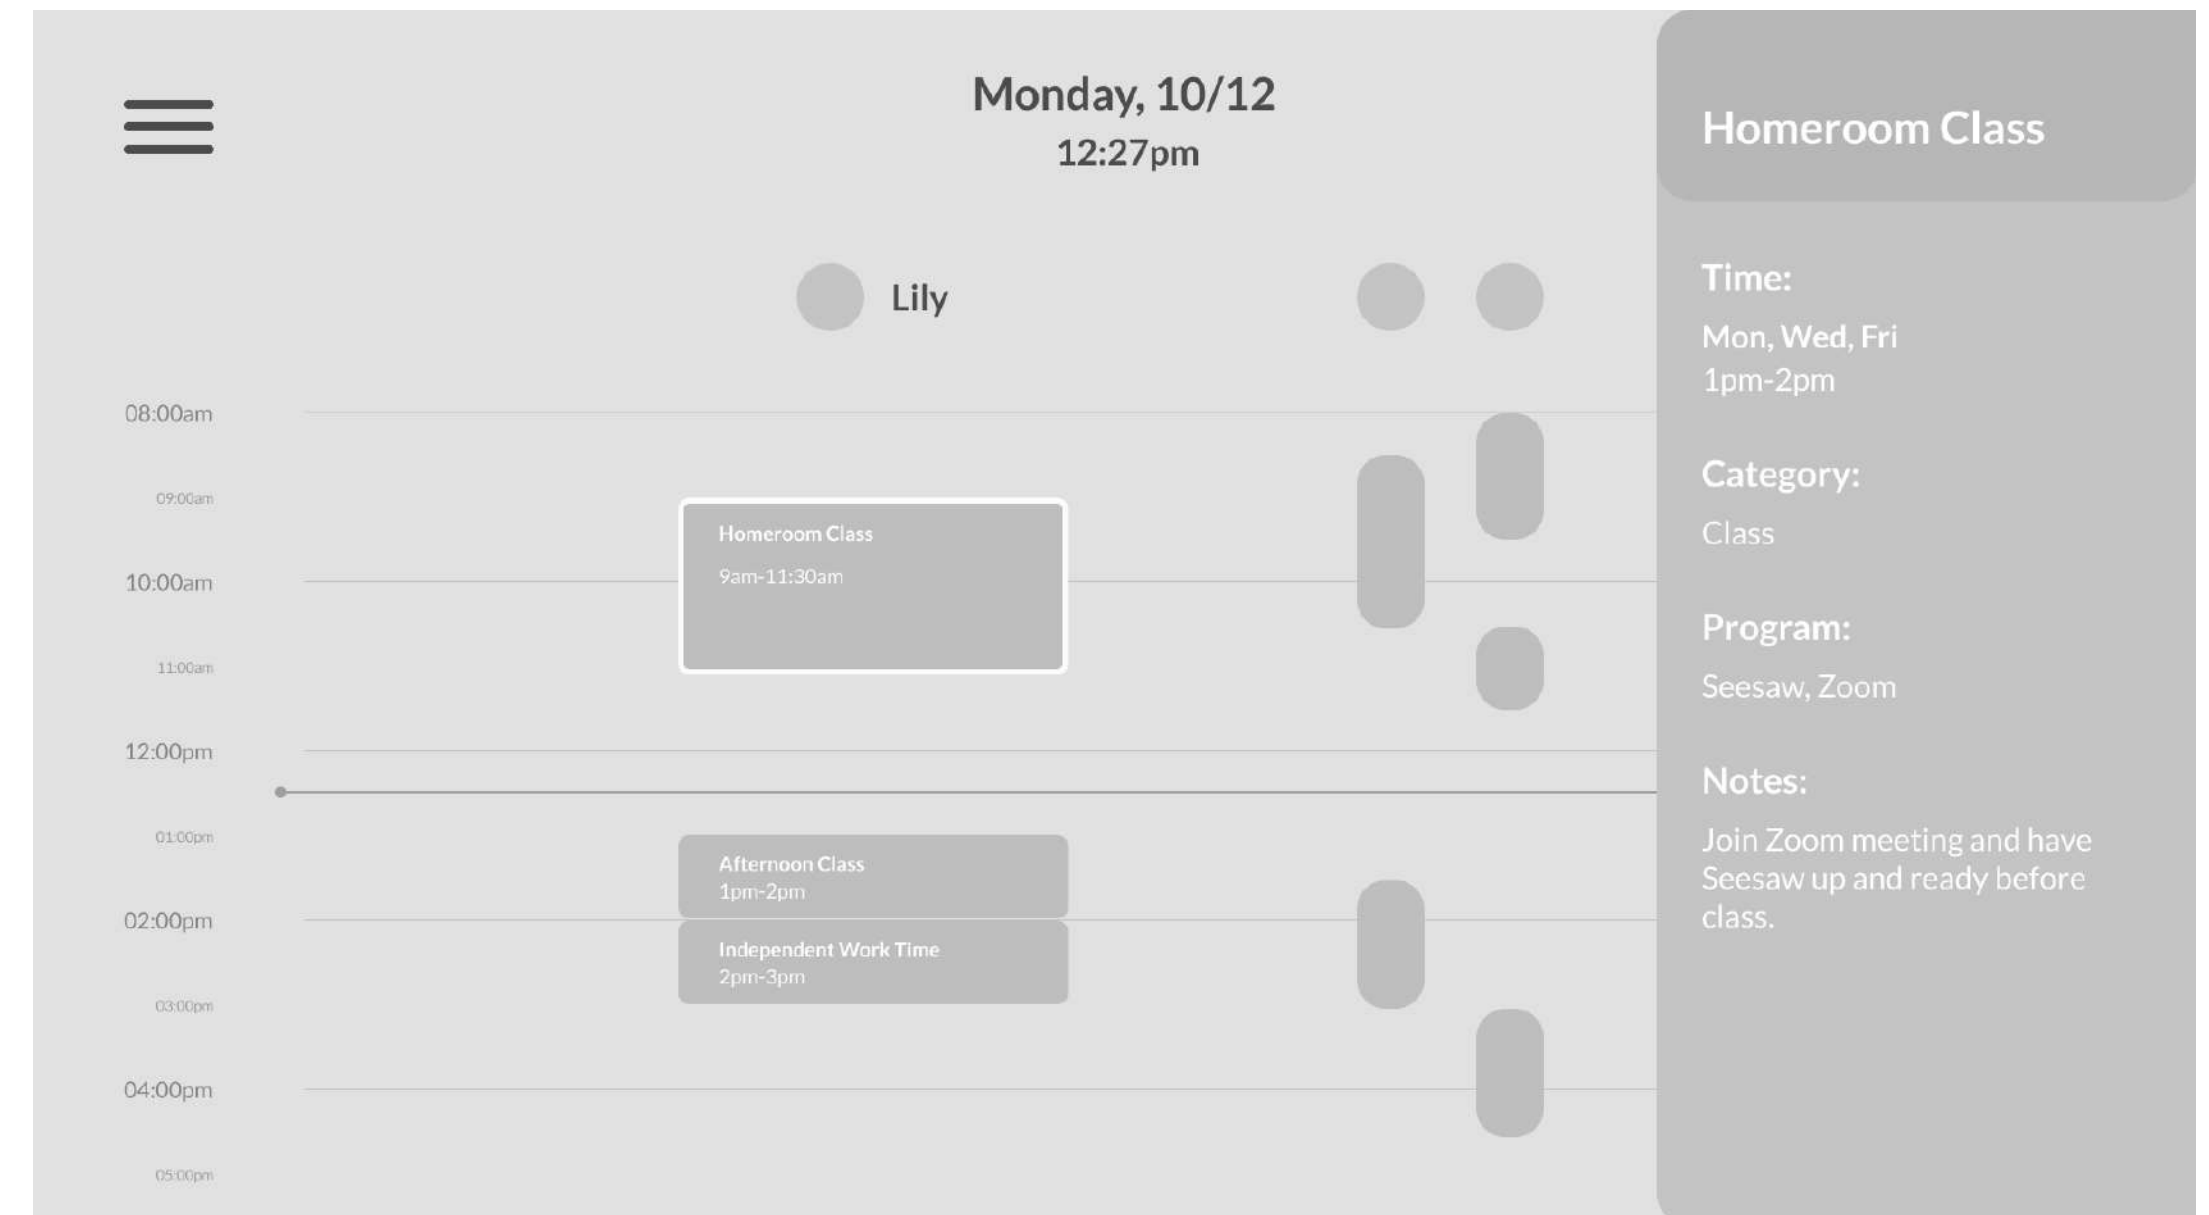 Monday, 10/12
12:27pm
Lily
08:00am
09:00am
10:00am
11:00am
12:00pm
01:00pm
02:00pm
03:00pm
04:00pm
05:00pm
Homeroom Class
9am-11:30am
Afternoon Class
1pm-2pm
Independent Work Time
2pm-3pm
Homeroom Class
Time:
Mon, Wed, Fri
1pm-2pm
Category:
Class
Program:
Seesaw, Zoom
Notes:
Join Zoom meeting and have
Seesaw up and ready before
class.